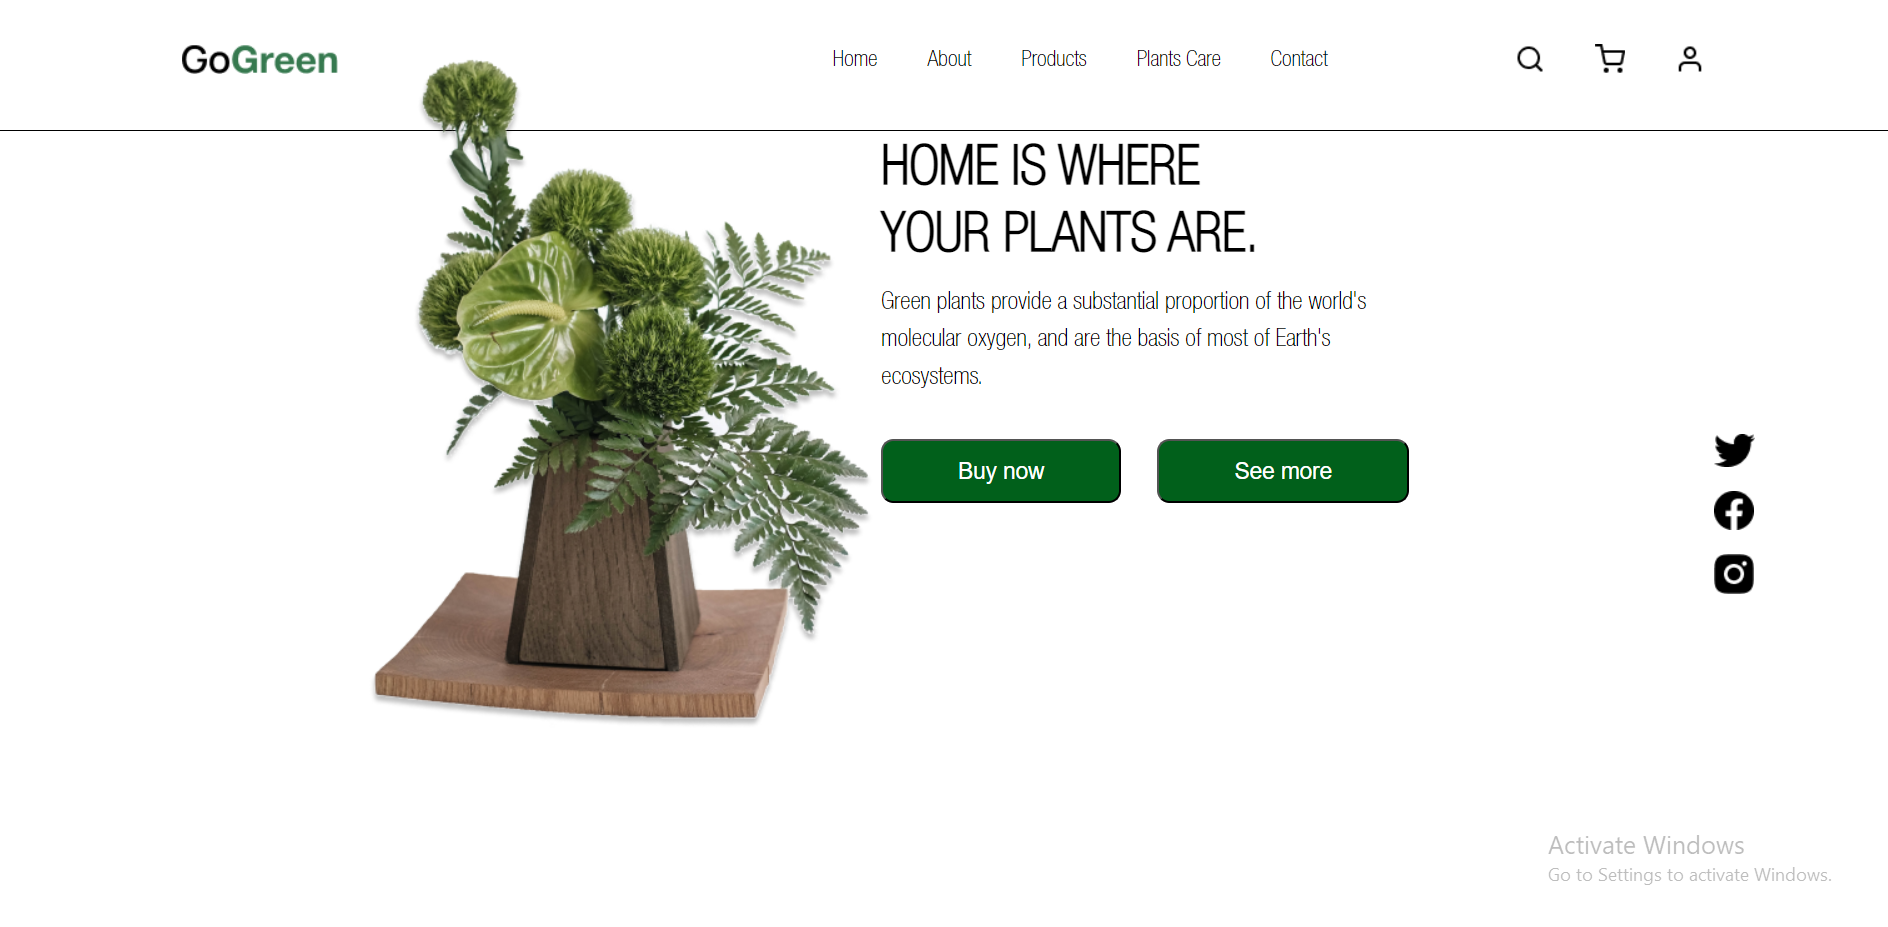 GoGreen
Home About Products Plants Care Contact
HOME IS WHERE
YOUR PLANTS ARE.
Green plants provide a substantial proportion of the world's
molecular oxygen, and are the basis of most of Earth's
ecosystems.
Buy now See more
Activate Windows
Go to Settings to activate Windows.